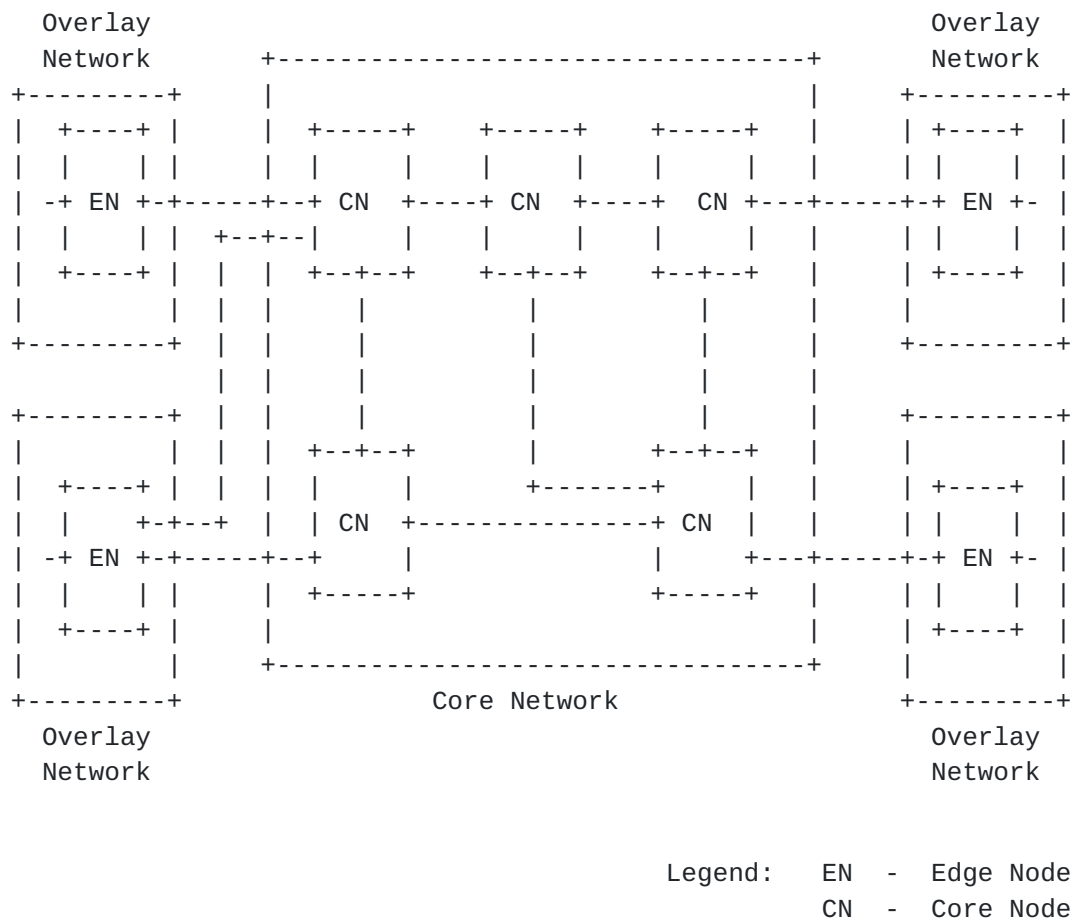 Overlay Overlay
Network Network
EN CN CN CN EN
CN CN
EN EN
Core Network
Overlay Overlay
Network Network
Legend: EN - Edge Node
CN - Core Node